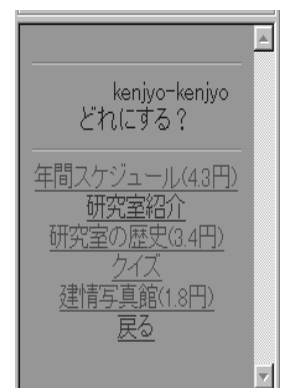 kenjyo-kenjyo
どれにする？
年間スケジュール(4.3円)
研究室紹介
研究室の歴史(3.4円)
クイズ
建情写真館(1.8円)
戻る